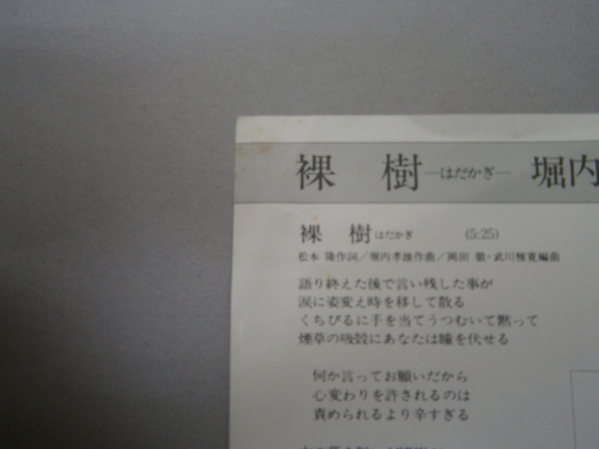 裸 樹 ―はだかぎ― 堀内
裸 樹 はだかぎ (5:25)
松本 隆作詞／堀内孝雄作曲／岡田 徹・武川雅寛編曲
語り終えた後で言い残した事が
涙に姿変え時を移して散る
くちびるに手を当てうつむいて黙って
煙草の吸殻にあなたは瞳を伏せる
何か言ってお願いだから
心変わりを許されるのは
責められるより辛すぎる